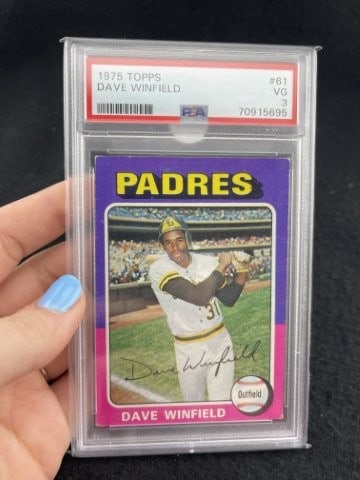 1975 TOPPS #61
DAVE WINFIELD VG
3
PSA 70915695
PADRES
31
Dave Winfield
Outfield
DAVE WINFIELD